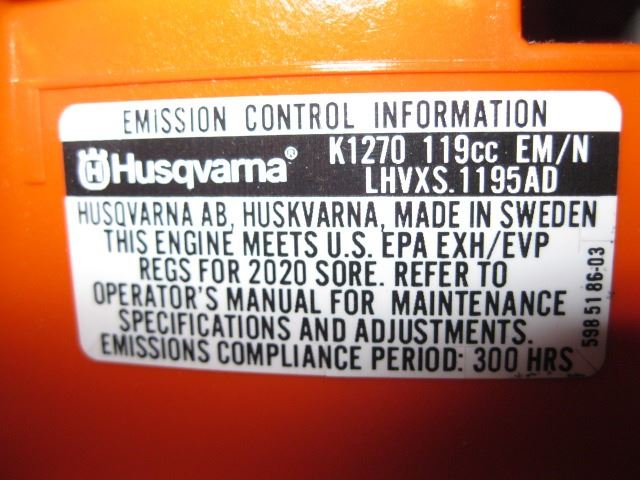 EMISSION CONTROL INFORMATION
Husqvarna® K1270 119cc EM/N
LHVXS.1195AD
HUSQVARNA AB, HUSKVARNA, MADE IN SWEDEN
THIS ENGINE MEETS U.S. EPA EXH/EVP
REGS FOR 2020 SORE. REFER TO
OPERATOR'S MANUAL FOR MAINTENANCE
SPECIFICATIONS AND ADJUSTMENTS.
EMISSIONS COMPLIANCE PERIOD: 300 HRS
598 51 86-03